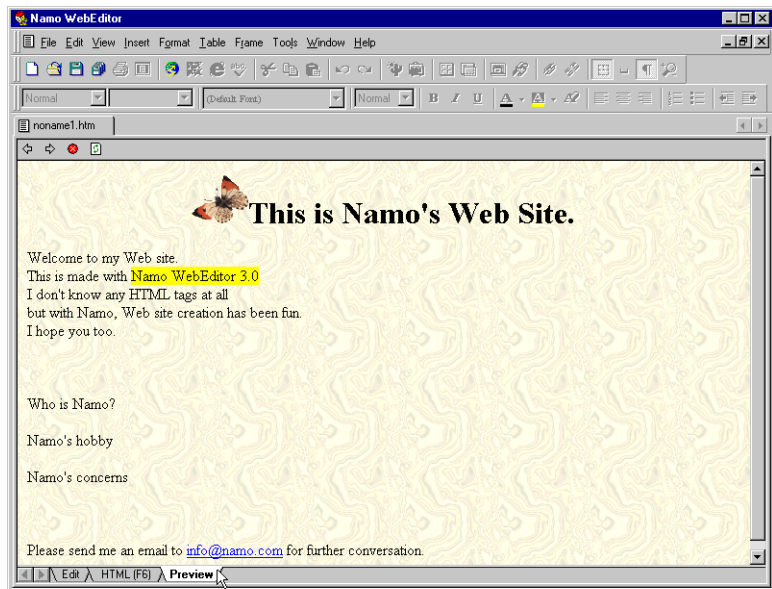 Namo WebEditor
File Edit View Insert Format Table Frame Tools Window Help
Normal (Default Font) Normal B I U A A
noname1.htm
This is Namo's Web Site.
Welcome to my Web site.
This is made with Namo WebEditor 3.0
I don't know any HTML tags at all
but with Namo, Web site creation has been fun.
I hope you too.
Who is Namo?
Namo's hobby
Namo's concerns
Please send me an email to info@namo.com for further conversation.
Edit HTML (F6) Preview